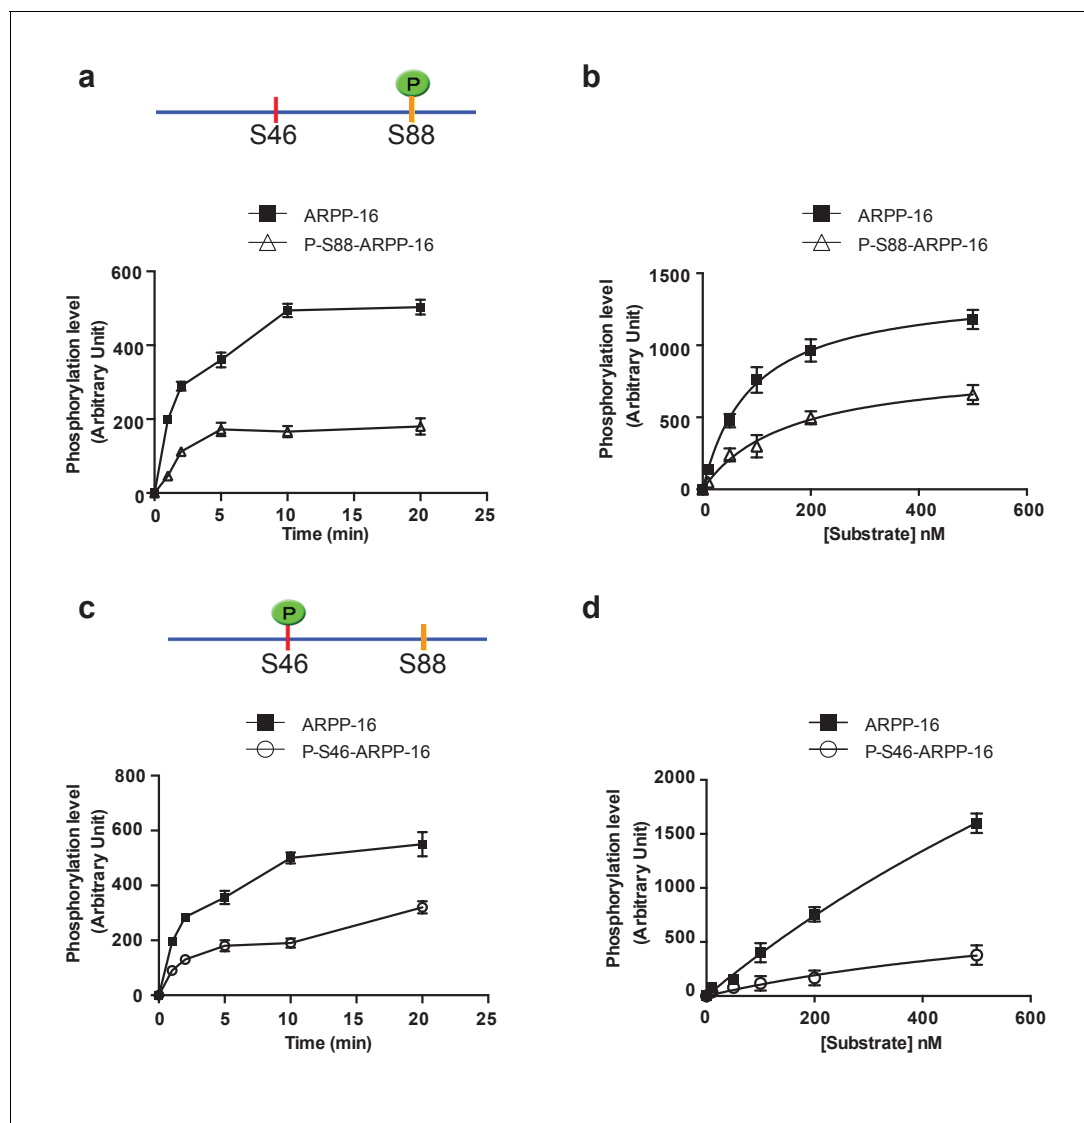 a
P
S46 S88
ARPP-16
P-S88-ARPP-16
Phosphorylation level
(Arbitrary Unit)
600
400
200
0
0 5 10 15 20 25
Time (min)
b
ARPP-16
P-S88-ARPP-16
Phosphorylation level
(Arbitrary Unit)
1500
1000
500
0
0 200 400 600
[Substrate] nM
c
P
S46 S88
ARPP-16
P-S46-ARPP-16
Phosphorylation level
(Arbitrary Unit)
800
600
400
200
0
0 5 10 15 20 25
Time (min)
d
ARPP-16
P-S46-ARPP-16
Phosphorylation level
(Arbitrary Unit)
2000
1500
1000
500
0
0 200 400 600
[Substrate] nM